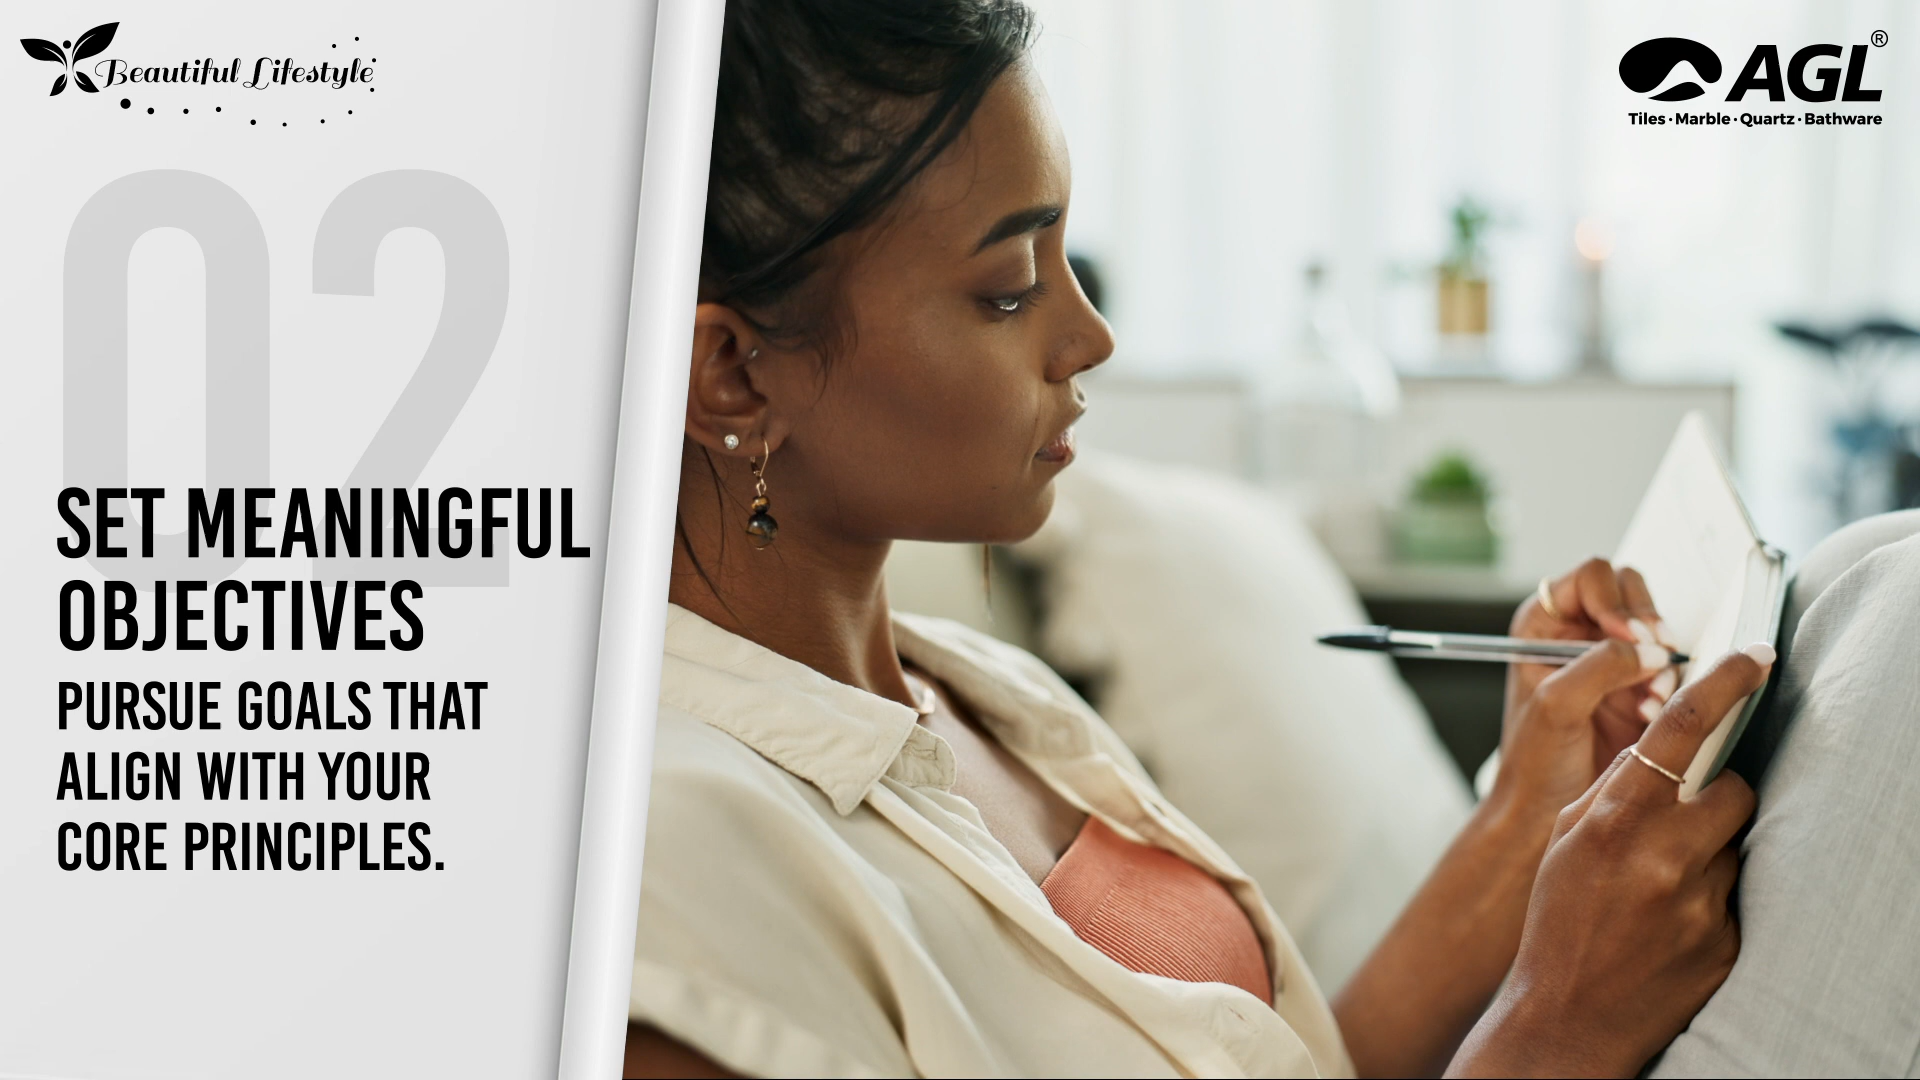 Beautiful Lifestyle
AGL®
Tiles·Marble·Quartz·Bathware
02
SET MEANINGFUL
OBJECTIVES
PURSUE GOALS THAT
ALIGN WITH YOUR
CORE PRINCIPLES.